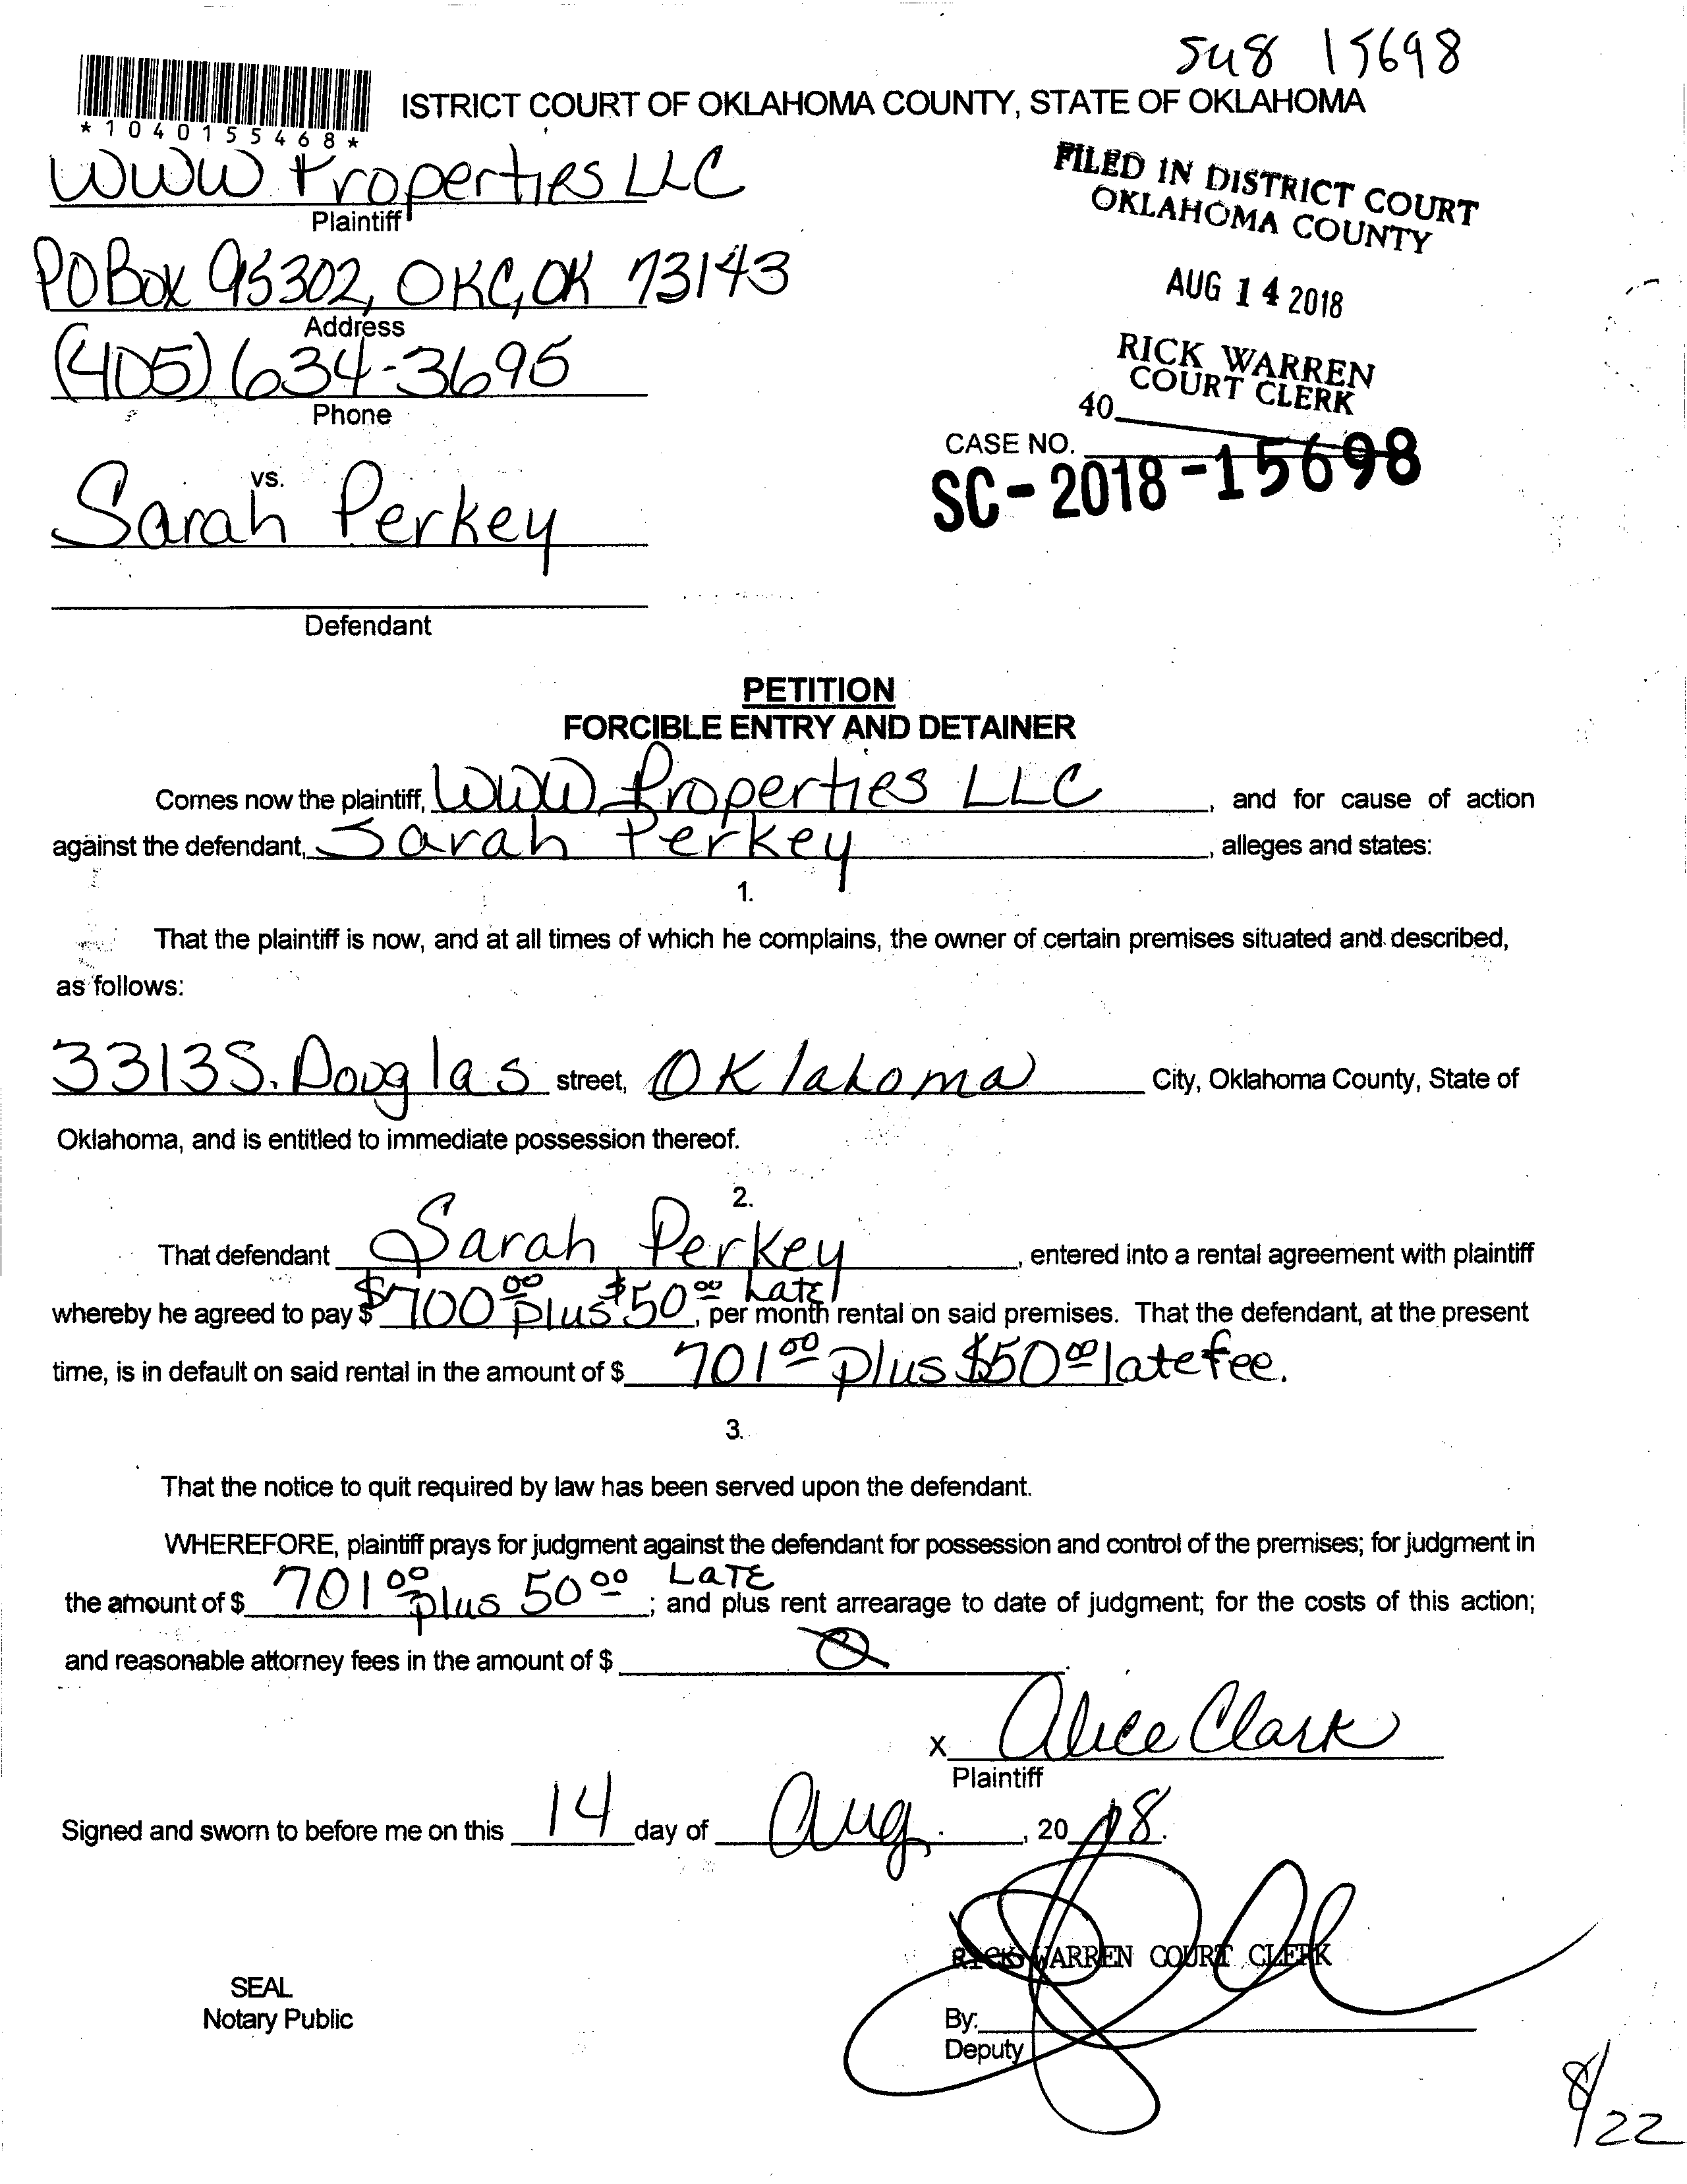 SU8 15698
ISTRICT COURT OF OKLAHOMA COUNTY, STATE OF OKLAHOMA
*1040155468*
WWW Properties LLC
Plaintiff
PO Box 95302, OKC, OK 73143
Address
(405) 634-3695
Phone
FILED IN DISTRICT COURT
OKLAHOMA COUNTY
AUG 14 2018
RICK WARREN
COURT CLERK
40
CASE NO.
SC-2018-15698
vs.
Sarah Perkey
Defendant
PETITION
FORCIBLE ENTRY AND DETAINER
Comes now the plaintiff, WWW Properties LLC, and for cause of action
against the defendant, Sarah Perkey, alleges and states:
1.
That the plaintiff is now, and at all times of which he complains, the owner of certain premises situated and described,
as follows:
3313 S. Douglas street, Oklahoma City, Oklahoma County, State of
Oklahoma, and is entitled to immediate possession thereof.
2.
That defendant Sarah Perkey, entered into a rental agreement with plaintiff
whereby he agreed to pay $ $700.00 plus $50.00 Late, per month rental on said premises. That the defendant, at the present
time, is in default on said rental in the amount of $ 701.00 plus $50.00 late fee.
3.
That the notice to quit required by law has been served upon the defendant.
WHEREFORE, plaintiff prays for judgment against the defendant for possession and control of the premises; for judgment in
the amount of $ 701.00 plus 50.00 Late; and plus rent arrearage to date of judgment; for the costs of this action;
and reasonable attorney fees in the amount of $ 0.
X Alice Clark
Plaintiff
Signed and sworn to before me on this 14 day of Aug., 2018.
RICK WARREN COURT CLERK
SEAL
Notary Public
By:
Deputy
8/22